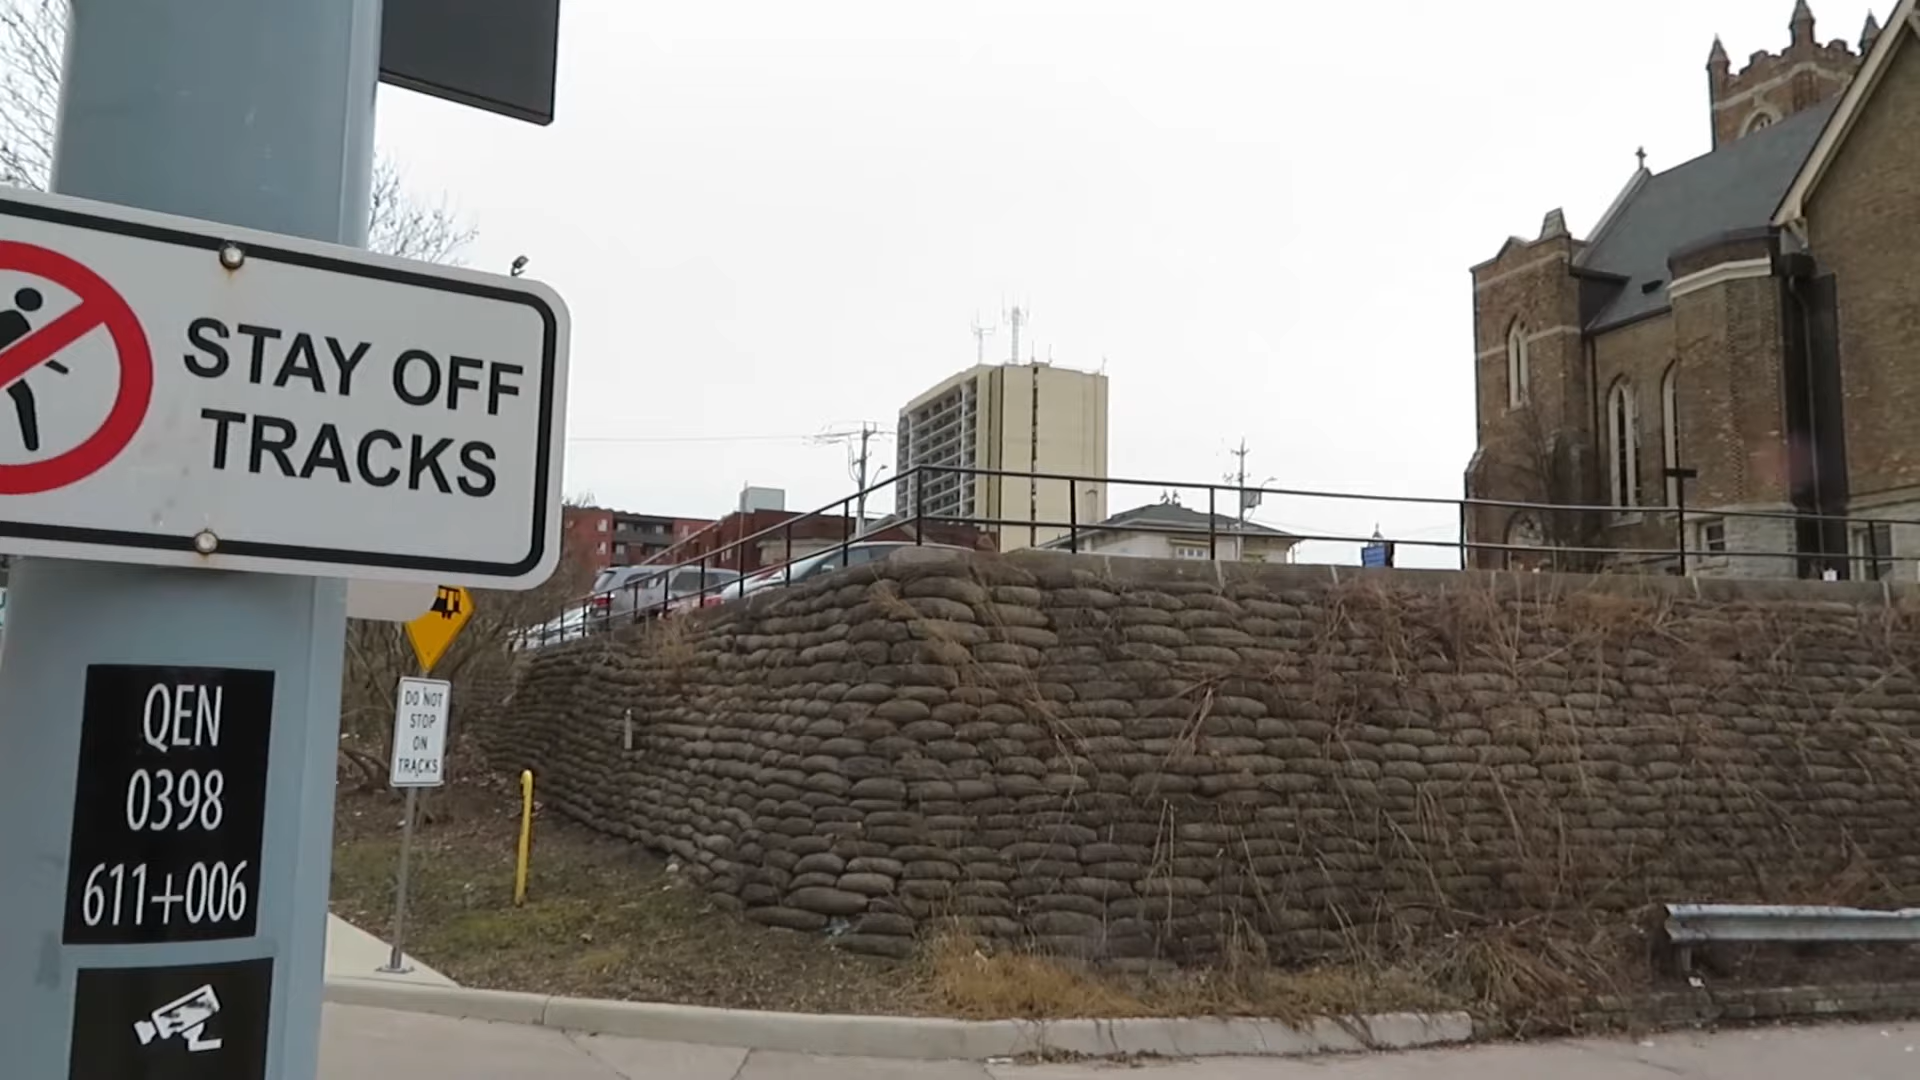 STAY OFF
TRACKS
QEN
0398
611+006
DO NOT
STOP
ON
TRACKS